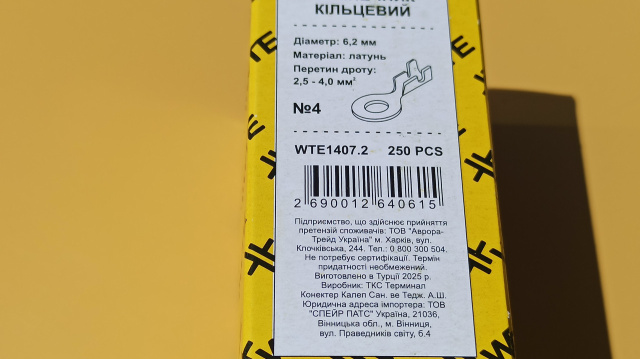 КІЛЬЦЕВИЙ
Діаметр: 6,2 мм
Матеріал: латунь
Перетин дроту:
2,5 - 4,0 мм²
№4
WTE1407.2 250 PCS
2 690012 640615
Підприємство, що здійснює прийняття
претензій споживачів: ТОВ "Аврора-
Трейд Україна" м. Харків, вул.
Клочківська, 244. Тел.: 0 800 300 504.
Не потребує сертифікації. Термін
придатності необмежений.
Виготовлено в Турції 2025 р.
Виробник: ТКС Терминал
Конектер Калеп Сан. ве Тедж. А.Ш.
Юридична адреса імпортера: ТОВ
"СПЕЙР ПАТС" Україна, 21036,
Вінницька обл., м. Вінниця,
вул. Праведників світу, б.4
WTE
WTE